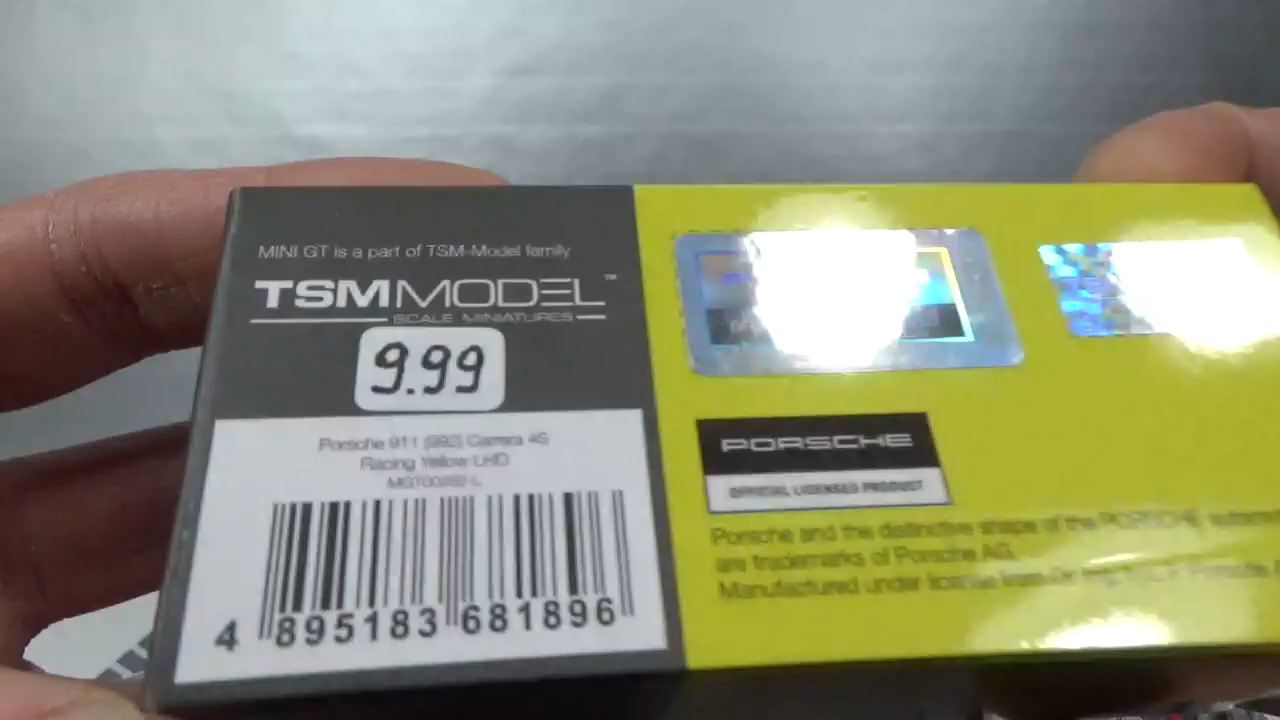 MINI GT is a part of TSM-Model family
TSM MODEL™
SCALE MINIATURES
9.99
Porsche 911 (992) Carrera 4S
Racing Yellow LHD
4 895183 681896
PORSCHE
OFFICIAL LICENSED PRODUCT
Porsche and the distinctive shape of the PORSCHE
are trademarks of Porsche AG.
Manufactured under license